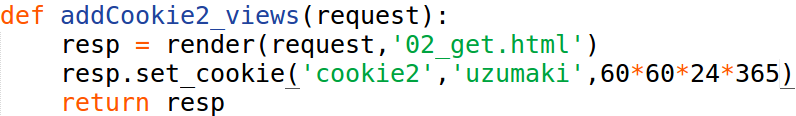 def addCookie2_views(request):
    resp = render(request,'02_get.html')
    resp.set_cookie('cookie2','uzumaki',60*60*24*365)
    return resp